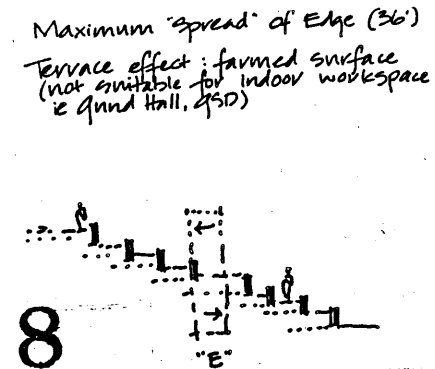 Maximum "spread" of Edge (36')
Terrace effect : farmed surface
(not suitable for indoor workspace
ie Gund Hall, GSD)
8
"E"